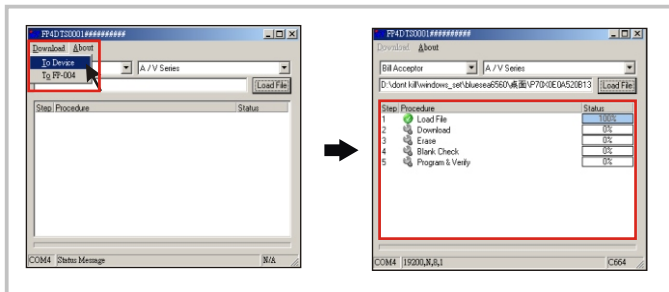 FP4DTS0001##########
Download About
To Device
To FP-004
A / V Series
Load File
Step Procedure Status
COM4 Status Message N/A
FP4DTS0001##########
Download About
Bill Acceptor A / V Series
D:\dont kill\windows_set\bluesea6560\桌面\P70X0E0A520B13 Load File
Step Procedure Status
1 Load File 100%
2 Download 0%
3 Erase 0%
4 Blank Check 0%
5 Program & Verify 0%
COM4 19200,N,8,1 C664